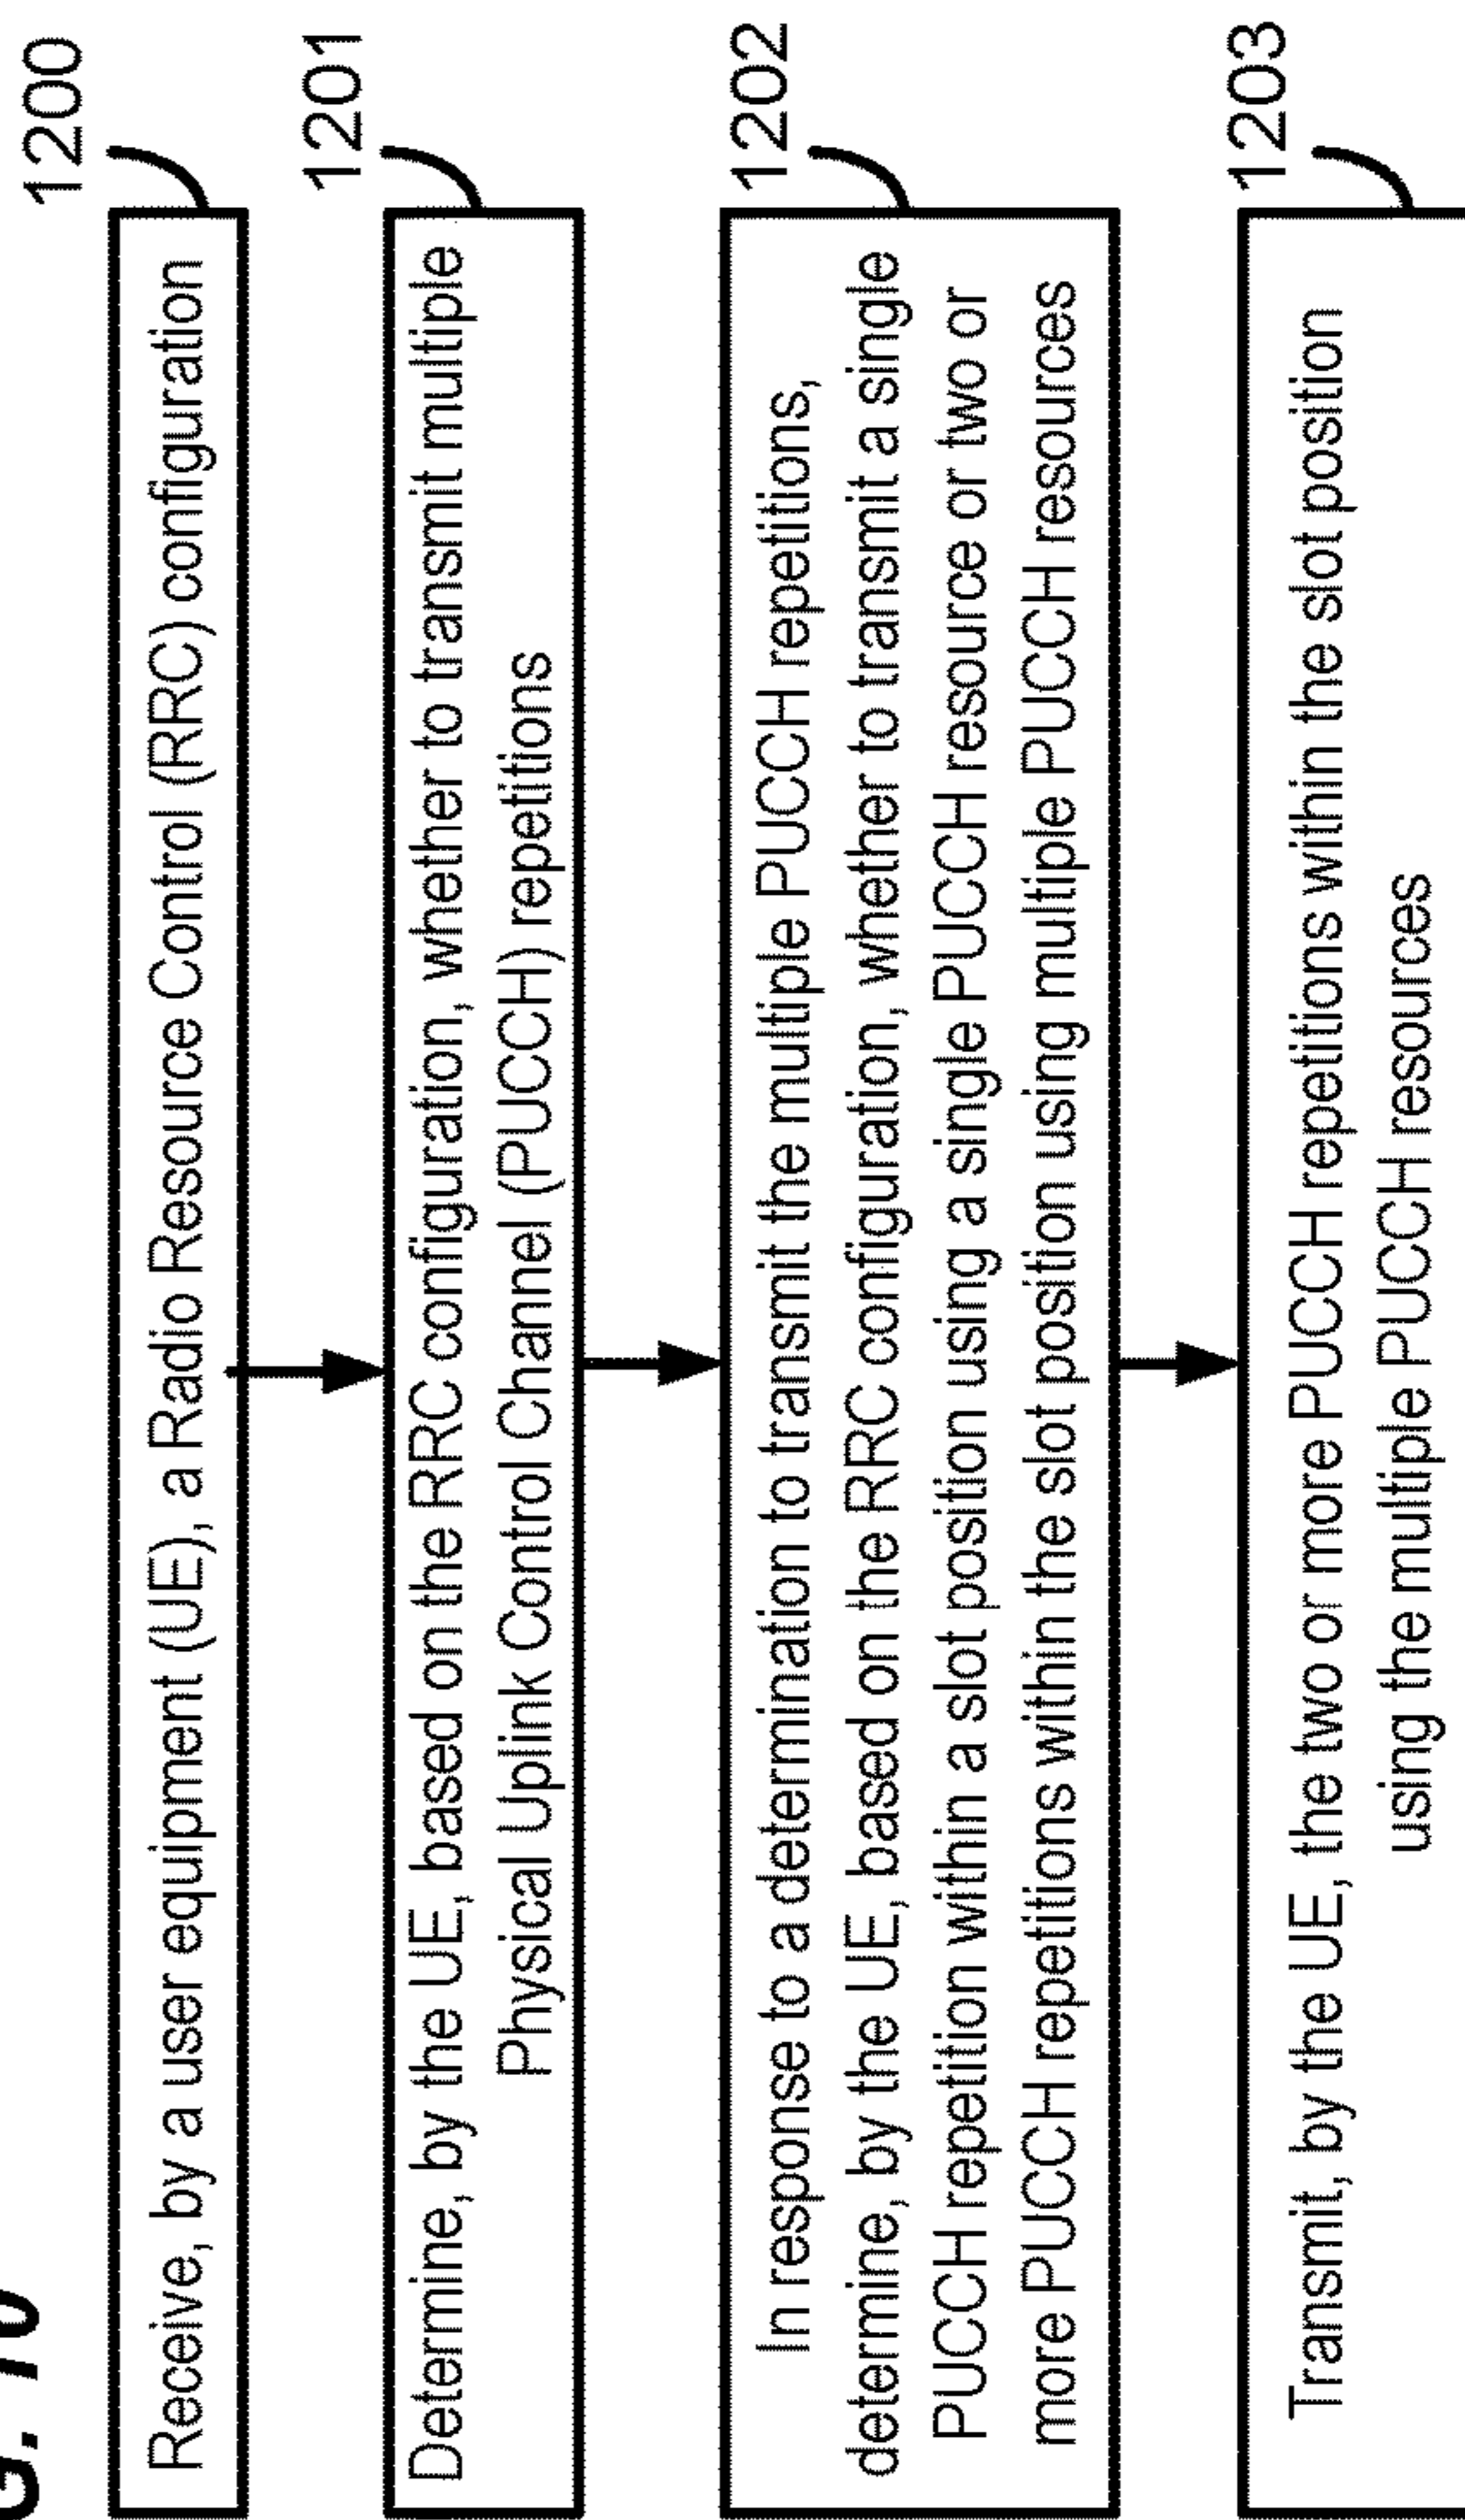 1200
Receive, by a user equipment (UE), a Radio Resource Control (RRC) configuration
1201
Determine, by the UE, based on the RRC configuration, whether to transmit multiple
Physical Uplink Control Channel (PUCCH) repetitions
1202
In response to a determination to transmit the multiple PUCCH repetitions,
determine, by the UE, based on the RRC configuration, whether to transmit a single
PUCCH repetition within a slot position using a single PUCCH resource or two or
more PUCCH repetitions within the slot position using multiple PUCCH resources
1203
Transmit, by the UE, the two or more PUCCH repetitions within the slot position
using the multiple PUCCH resources